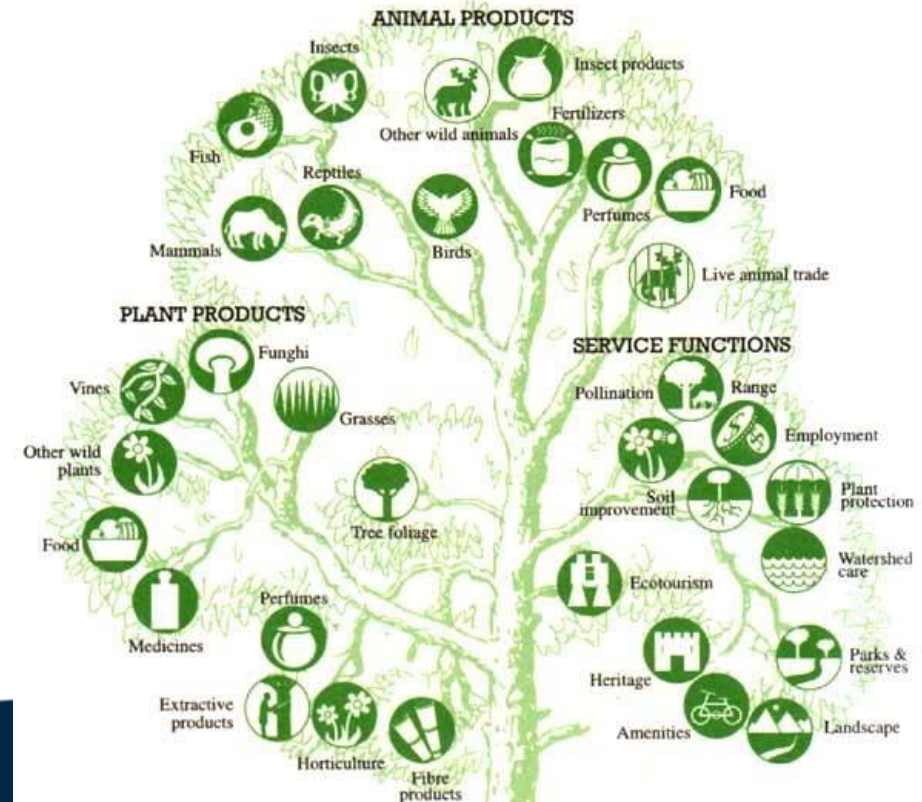 ANIMAL PRODUCTS
Insects
Insect products
Other wild animals
Fertilizers
Fish
Reptiles
Food
Perfumes
Mammals
Birds
Live animal trade
PLANT PRODUCTS
Funghi
Vines
Grasses
Other wild
plants
Tree foliage
Food
Medicines
Perfumes
Extractive
products
Horticulture
Fibre
products
SERVICE FUNCTIONS
Pollination
Range
Employment
Soil
improvement
Plant
protection
Watershed
care
Ecotourism
Parks &
reserves
Heritage
Amenities
Landscape
$
$